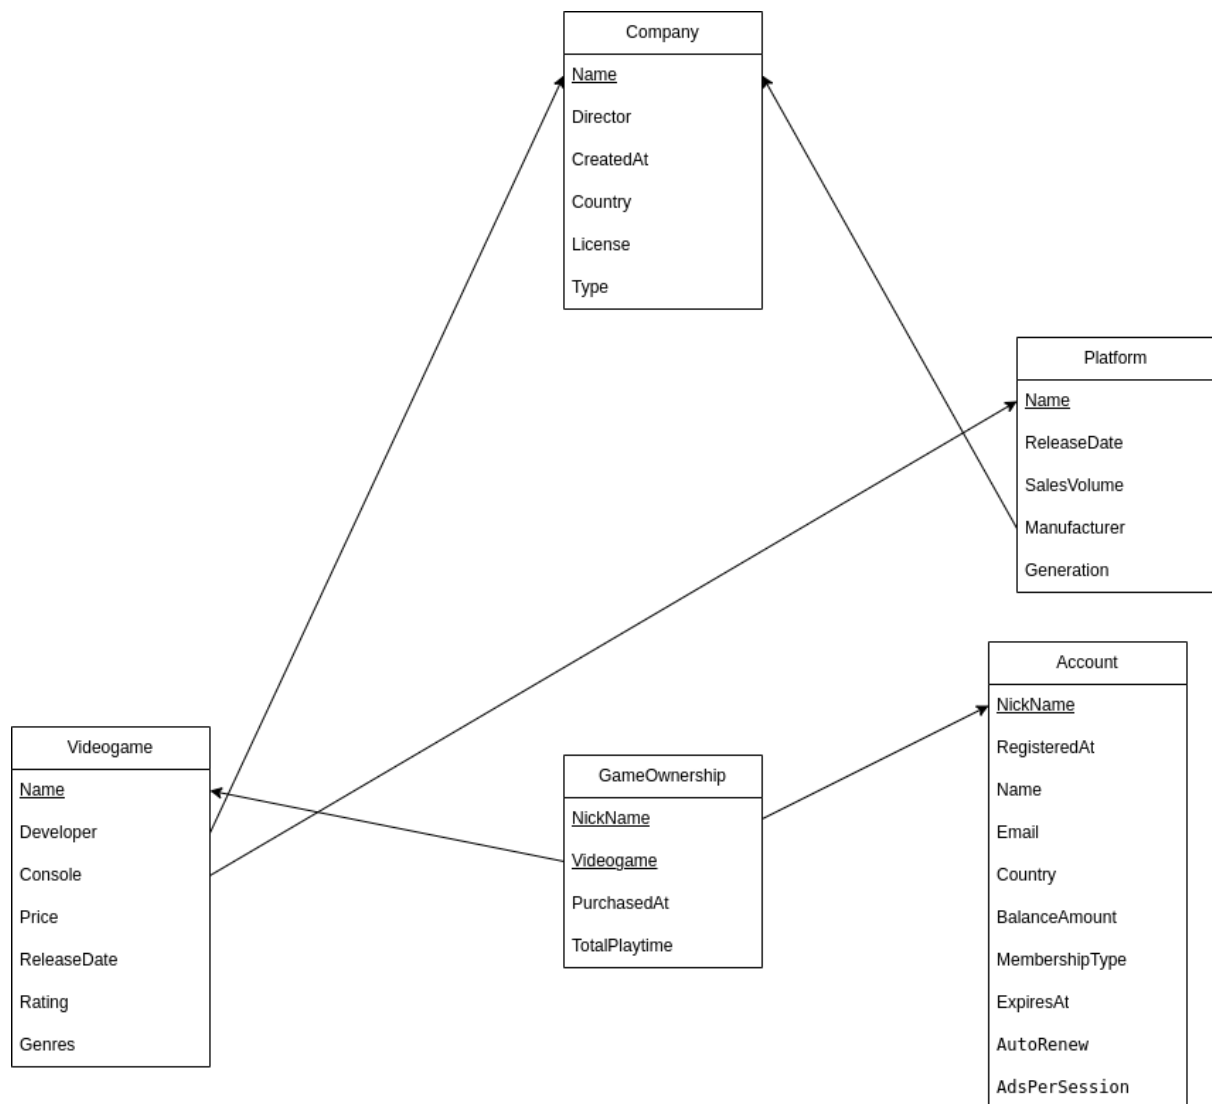 Company
Name
Director
CreatedAt
Country
License
Type
Platform
Name
ReleaseDate
SalesVolume
Manufacturer
Generation
Account
NickName
RegisteredAt
Name
Email
Country
BalanceAmount
MembershipType
ExpiresAt
AutoRenew
AdsPerSession
Videogame
Name
Developer
Console
Price
ReleaseDate
Rating
Genres
GameOwnership
NickName
Videogame
PurchasedAt
TotalPlaytime